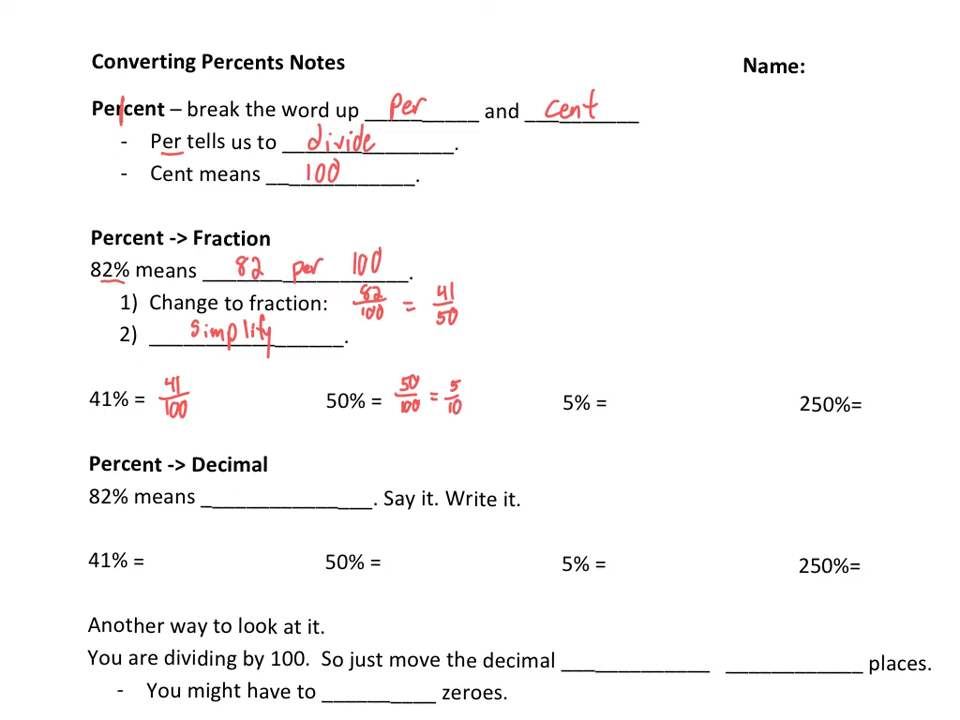 Converting Percents Notes Name:
Percent – break the word up per and cent
- Per tells us to divide.
- Cent means 100.
Percent -> Fraction
82% means 82 per 100.
1) Change to fraction: 82/100 = 41/50
2) simplify.
41% = 41/100 50% = 50/100 = 5/10 5% = 250%=
Percent -> Decimal
82% means _______________. Say it. Write it.
41% = 50% = 5% = 250%=
Another way to look at it.
You are dividing by 100. So just move the decimal _____________ ____________ places.
- You might have to __________ zeroes.